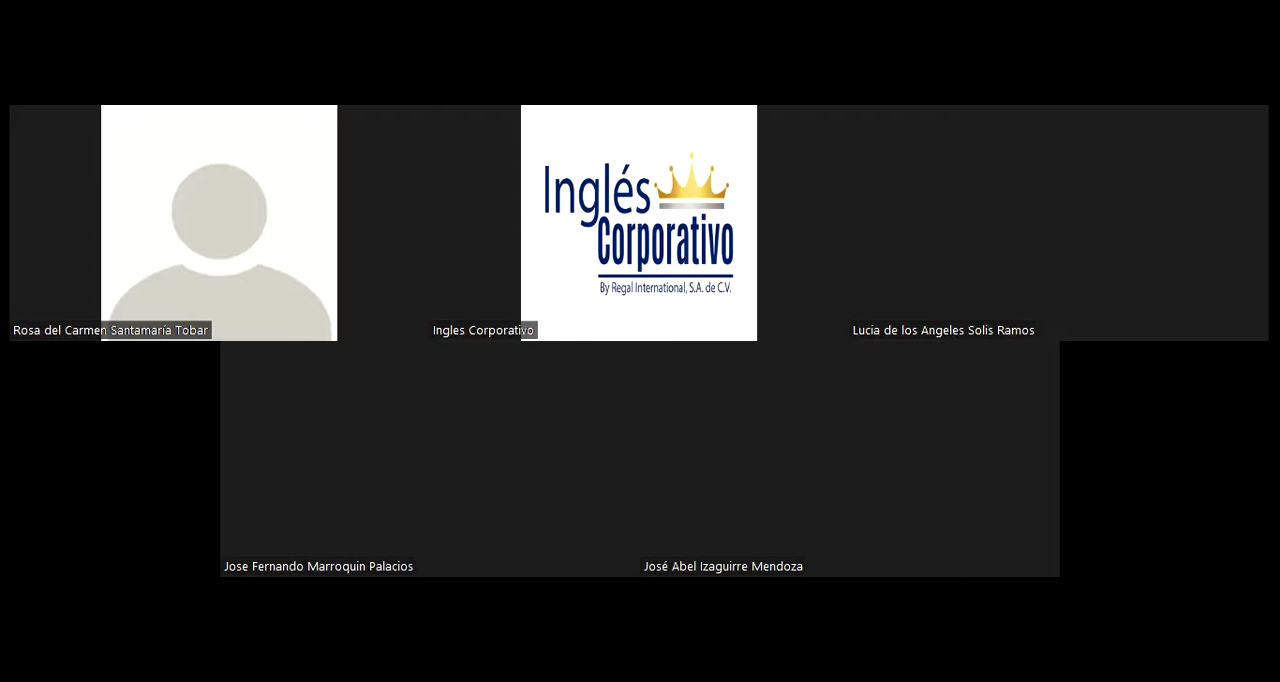 Inglés
Corporativo
By Regal International, S.A. de C.V.
Rosa del Carmen Santamaría Tobar
Ingles Corporativo
Lucia de los Angeles Solis Ramos
Jose Fernando Marroquin Palacios
José Abel Izaguirre Mendoza